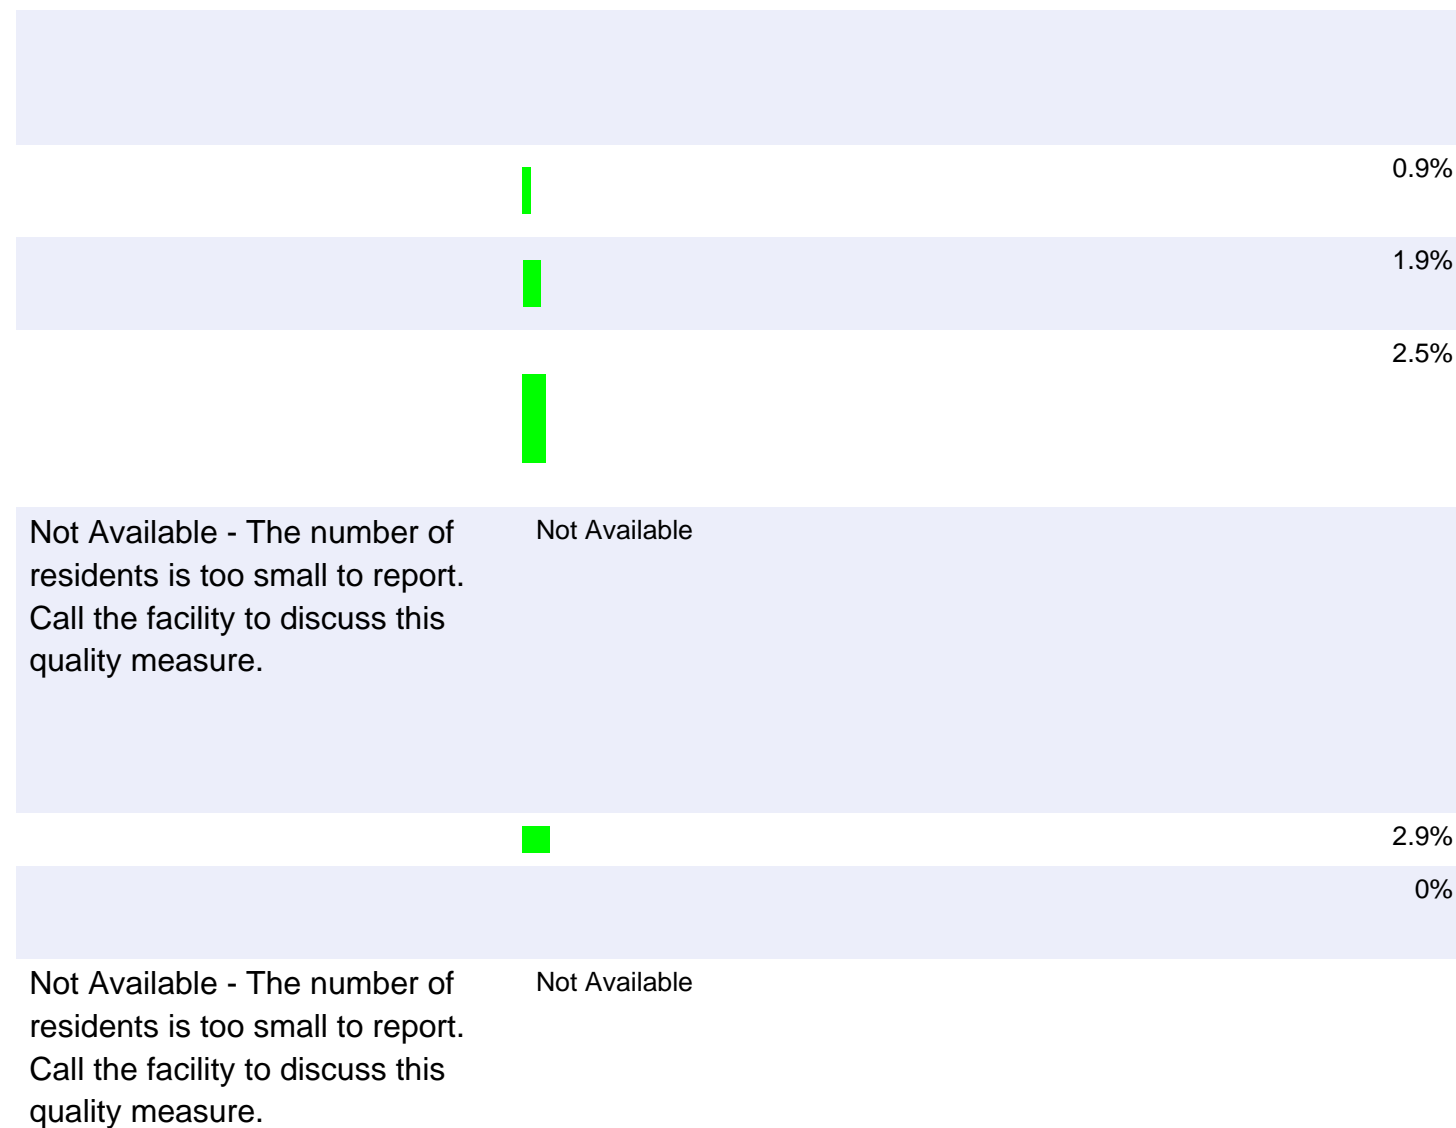 0.9%
1.9%
2.5%
Not Available - The number of
residents is too small to report.
Call the facility to discuss this
quality measure.
Not Available
2.9%
0%
Not Available - The number of
residents is too small to report.
Call the facility to discuss this
quality measure.
Not Available